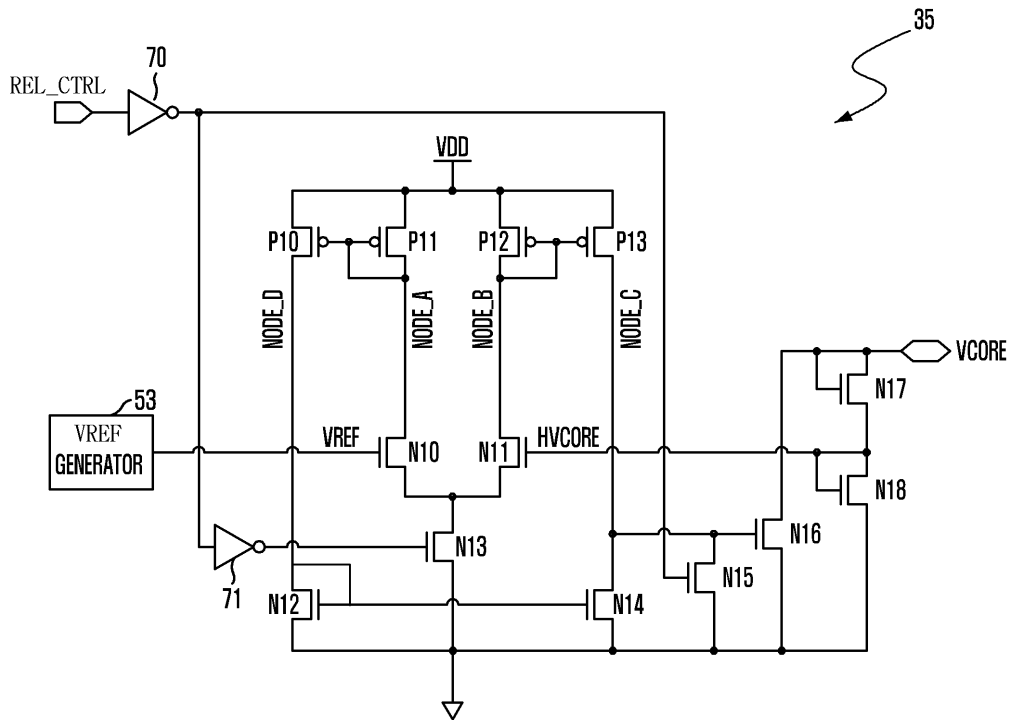 35
70
REL_CTRL
VDD
P10
P11
P12
P13
NODE_D
NODE_A
NODE_B
NODE_C
VCORE
N17
53
VREF
GENERATOR
VREF
N10
N11
HVCORE
N18
N13
N16
71
N15
N12
N14